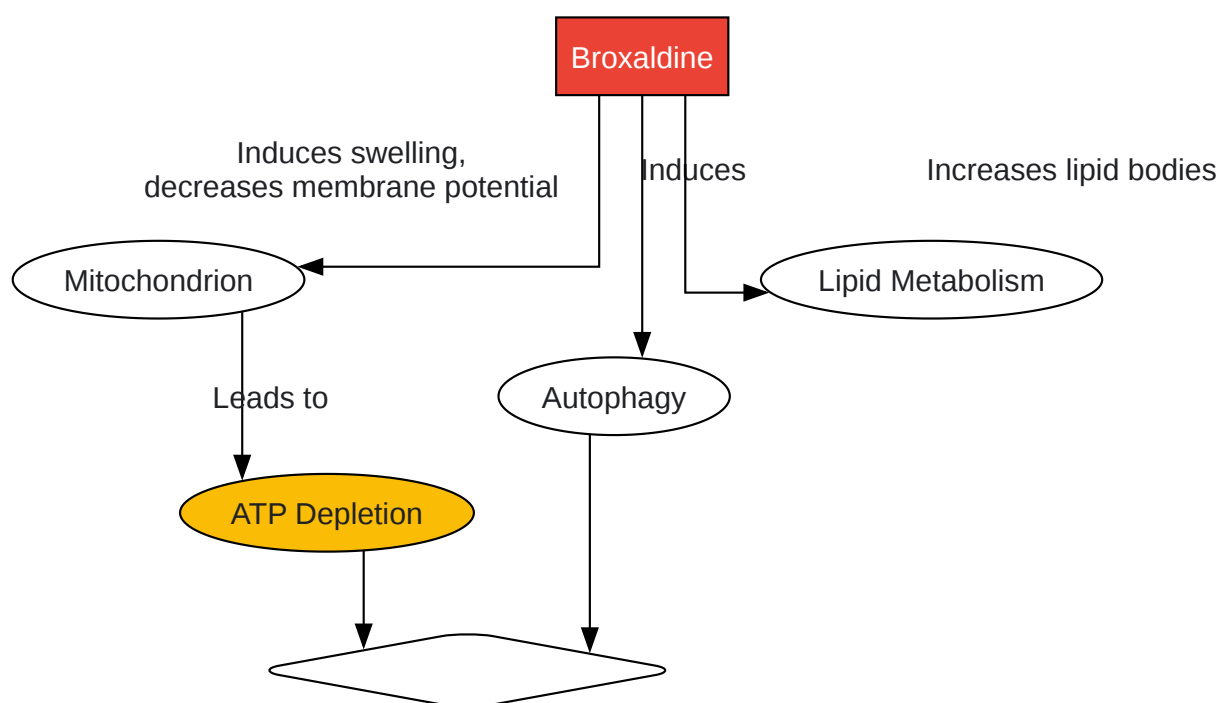 Broxaldine
Induces swelling,
decreases membrane potential
Induces
Increases lipid bodies
Mitochondrion
Lipid Metabolism
Leads to
Autophagy
ATP Depletion